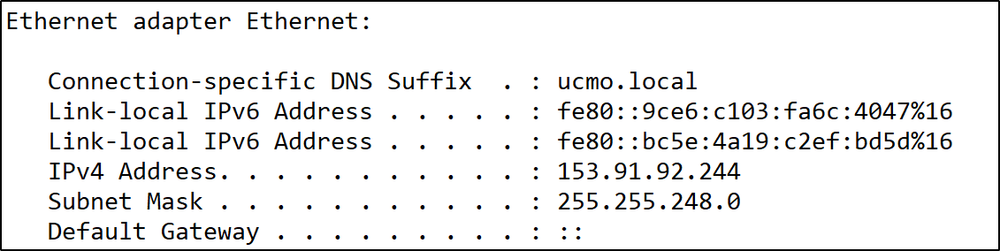 Ethernet adapter Ethernet:
Connection-specific DNS Suffix  . : ucmo.local
Link-local IPv6 Address . . . . . : fe80::9ce6:c103:fa6c:4047%16
Link-local IPv6 Address . . . . . : fe80::bc5e:4a19:c2ef:bd5d%16
IPv4 Address. . . . . . . . . . . : 153.91.92.244
Subnet Mask . . . . . . . . . . . : 255.255.248.0
Default Gateway . . . . . . . . . : ::